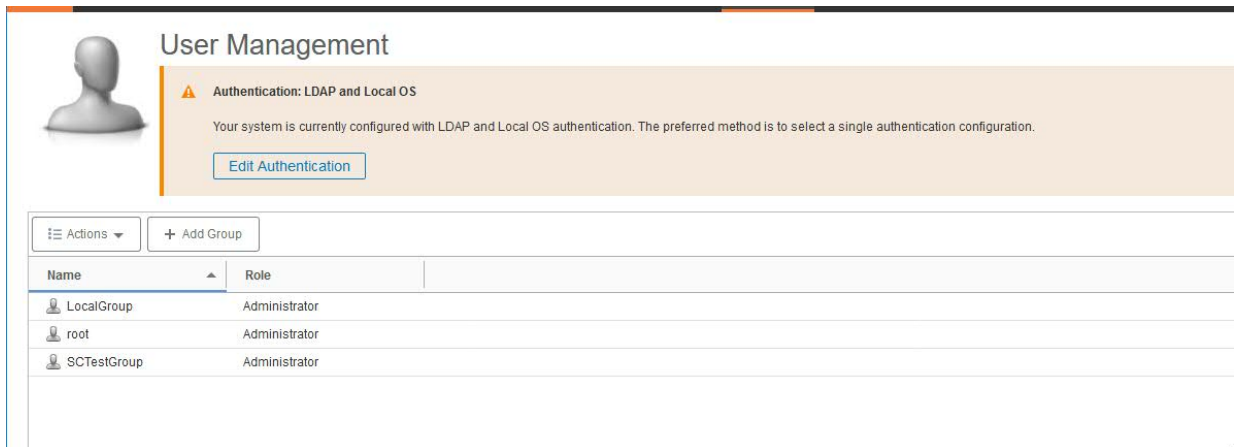 User Management
Authentication: LDAP and Local OS
Your system is currently configured with LDAP and Local OS authentication. The preferred method is to select a single authentication configuration.
Edit Authentication
Actions + Add Group
Name Role
LocalGroup Administrator
root Administrator
SCTestGroup Administrator